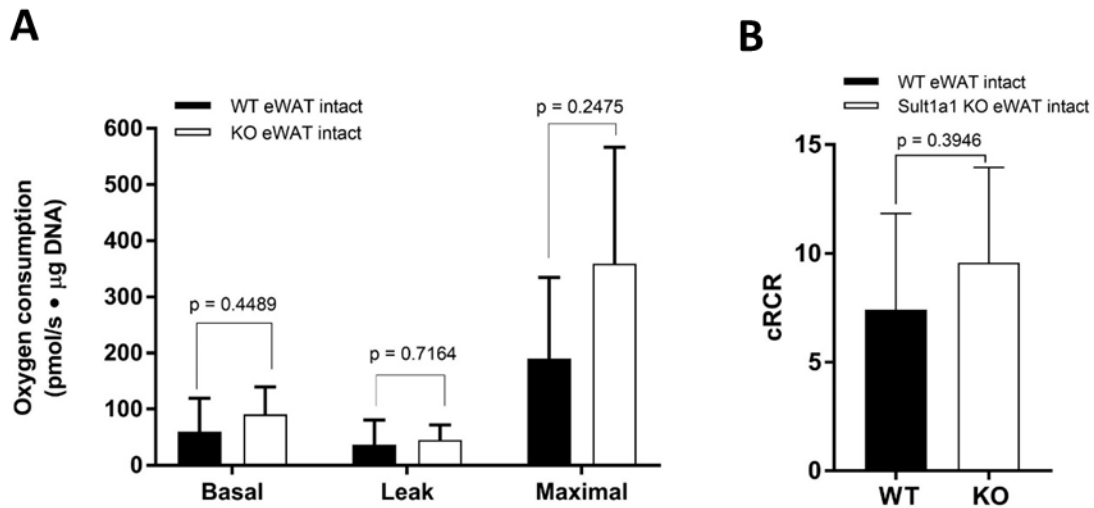 A
WT eWAT intact
KO eWAT intact
p = 0.2475
600
500
400
300
200
100
0
Oxygen consumption
(pmol/s ● µg DNA)
p = 0.4489
p = 0.7164
Basal
Leak
Maximal
B
WT eWAT intact
Sult1a1 KO eWAT intact
p = 0.3946
15
10
5
0
cRCR
WT
KO